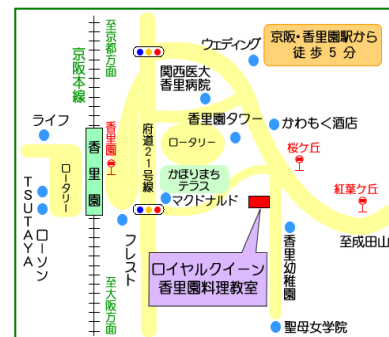 至京都方面
京阪本線
ウェディング
京阪・香里園駅から
徒歩5分
関西医大
香里病院
香里園タワー
かわもく酒店
ライフ
香里園
香里園
ロータリー
府道21号線
ロータリー
桜ケ丘
かほりまち
テラス
マクドナルド
紅葉ケ丘
TSUTAYA
ローソン
フレスト
至成田山
ロイヤルクイーン
香里園料理教室
香里幼稚園
至大阪方面
聖母女学院